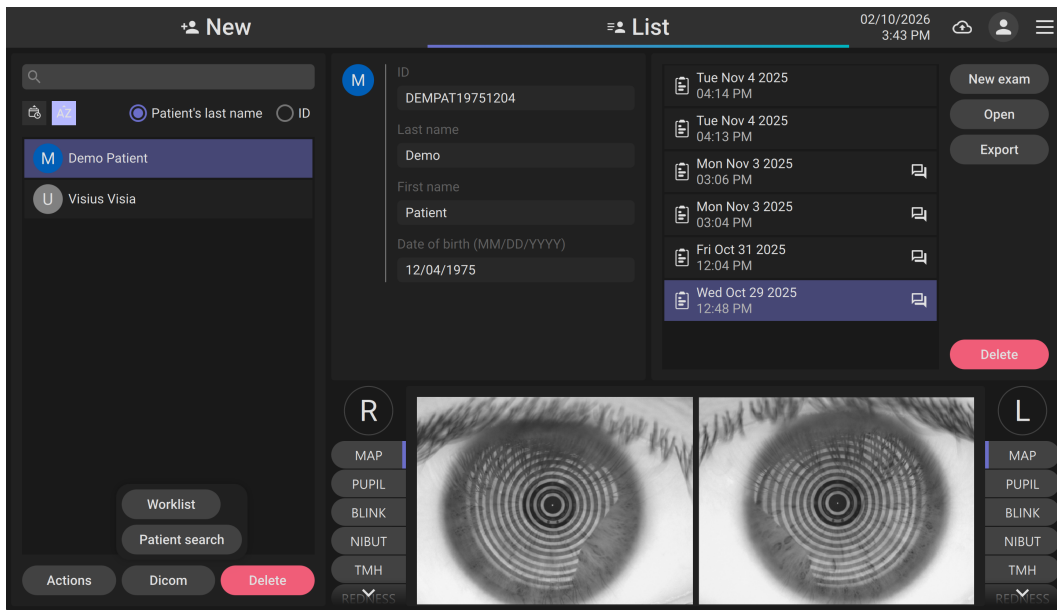 New
List
02/10/2026
3:43 PM
AZ
Patient's last name
ID
M Demo Patient
U Visius Visia
Worklist
Patient search
Actions
Dicom
Delete
M
ID
DEMPAT19751204
Last name
Demo
First name
Patient
Date of birth (MM/DD/YYYY)
12/04/1975
Tue Nov 4 2025
04:14 PM
Tue Nov 4 2025
04:13 PM
Mon Nov 3 2025
03:06 PM
Mon Nov 3 2025
03:04 PM
Fri Oct 31 2025
12:04 PM
Wed Oct 29 2025
12:48 PM
New exam
Open
Export
Delete
R
MAP
PUPIL
BLINK
NIBUT
TMH
REDNESS
L
MAP
PUPIL
BLINK
NIBUT
TMH
REDNESS